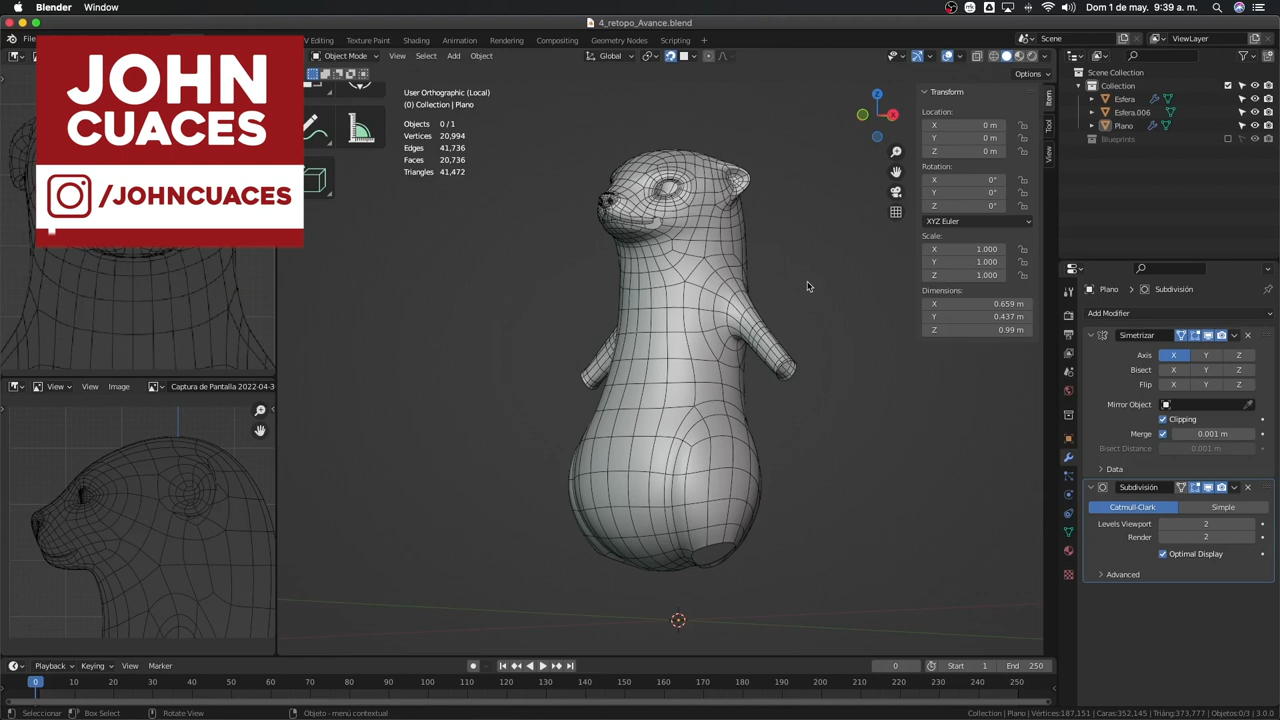 Blender
Window
Dom 1 de may. 9:39 a. m.
4_retopo_Avance.blend
File
V Editing
Texture Paint
Shading
Animation
Rendering
Compositing
Geometry Nodes
Scripting
Scene
ViewLayer
JOHN
CUACES
/JOHNCUACES
Object Mode
View
Select
Add
Object
Global
Options
User Orthographic (Local)
(0) Collection | Plano
Objects 0 / 1
Vertices 20,994
Edges 41,736
Faces 20,736
Triangles 41,472
Z
X
Transform
Location:
X 0 m
Y 0 m
Z 0 m
Rotation:
X 0°
Y 0°
Z 0°
XYZ Euler
Scale:
X 1.000
Y 1.000
Z 1.000
Dimensions:
X 0.659 m
Y 0.437 m
Z 0.99 m
Item
Tool
View
Scene Collection
Collection
Esfera
Esfera.006
Plano
Blueprints
Plano
Subdivisión
Add Modifier
Simetrizar
Axis X Y Z
Bisect X Y Z
Flip X Y Z
Mirror Object
Clipping
Merge 0.001 m
Bisect Distance 0.001 m
Data
Subdivisión
Catmull-Clark
Simple
Levels Viewport 2
Render 2
Optimal Display
Advanced
View
View
Image
Captura de Pantalla 2022-04-3
Playback
Keying
View
Marker
0
Start 1
End 250
0 10 20 30 40 50 60 70 80 90 100 110 120 130 140 150 160 170 180 190 200 210 220 230 240 250
Seleccionar
Box Select
Rotate View
Objeto - menú contextual
Collection | Plano | Vértices:187,151 | Caras:352,145 | Triáng:373,777 | Objetos:0/3 | 3.0.0